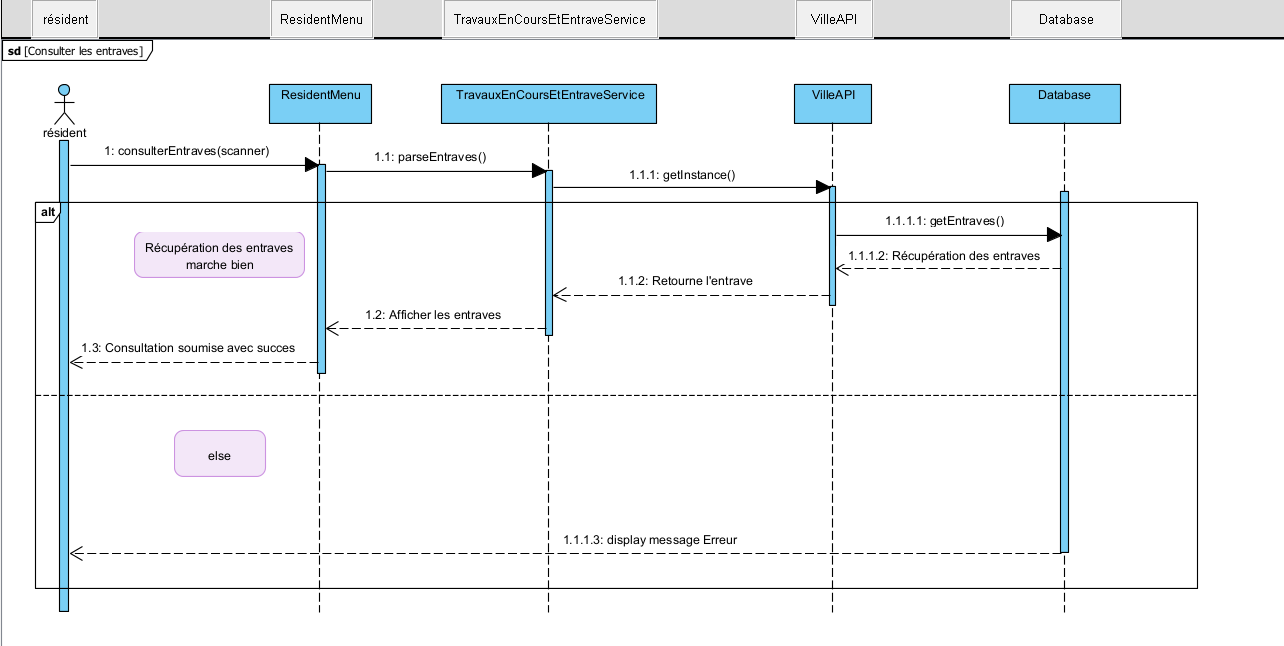 résident
ResidentMenu
TravauxEnCoursEtEntraveService
VilleAPI
Database
sd [Consulter les entraves]
résident
ResidentMenu
TravauxEnCoursEtEntraveService
VilleAPI
Database
1: consulterEntraves(scanner)
1.1: parseEntraves()
1.1.1: getInstance()
alt
1.1.1.1: getEntraves()
Récupération des entraves
marche bien
1.1.1.2: Récupération des entraves
1.1.2: Retourne l'entrave
1.2: Afficher les entraves
1.3: Consultation soumise avec succes
else
1.1.1.3: display message Erreur